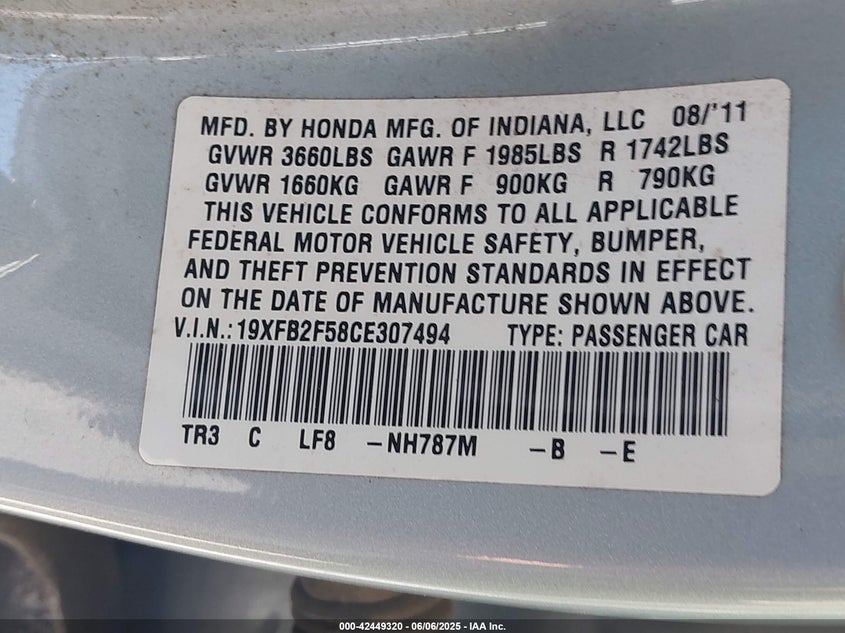 MFD. BY HONDA MFG. OF INDIANA, LLC 08/'11
GVWR 3660LBS GAWR F 1985LBS R 1742LBS
GVWR 1660KG GAWR F 900KG R 790KG
THIS VEHICLE CONFORMS TO ALL APPLICABLE
FEDERAL MOTOR VEHICLE SAFETY, BUMPER,
AND THEFT PREVENTION STANDARDS IN EFFECT
ON THE DATE OF MANUFACTURE SHOWN ABOVE.
V.I.N.:19XFB2F58CE307494 TYPE: PASSENGER CAR
TR3 C LF8 -NH787M -B -E
000-42449320 - 06/06/2025 - IAA Inc.